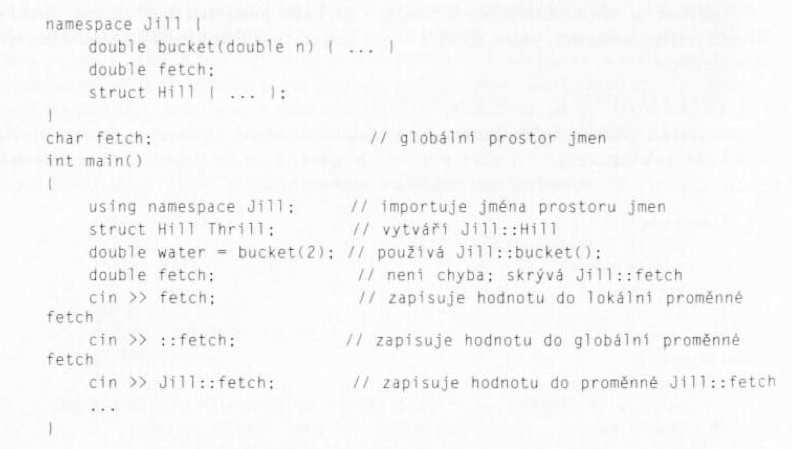 namespace Jill {
    double bucket(double n) { ... }
    double fetch;
    struct Hill { ... };
}
char fetch;                    // globální prostor jmen
int main()
{
    using namespace Jill;      // importuje jména prostoru jmen
    struct Hill Thrill;        // vytváří Jill::Hill
    double water = bucket(2); // používá Jill::bucket();
    double fetch;              // není chyba; skrývá Jill::fetch
    cin >> fetch;              // zapisuje hodnotu do lokální proměnné
fetch
    cin >> ::fetch;           // zapisuje hodnotu do globální proměnné
fetch
    cin >> Jill::fetch;        // zapisuje hodnotu do proměnné Jill::fetch
    ...
}